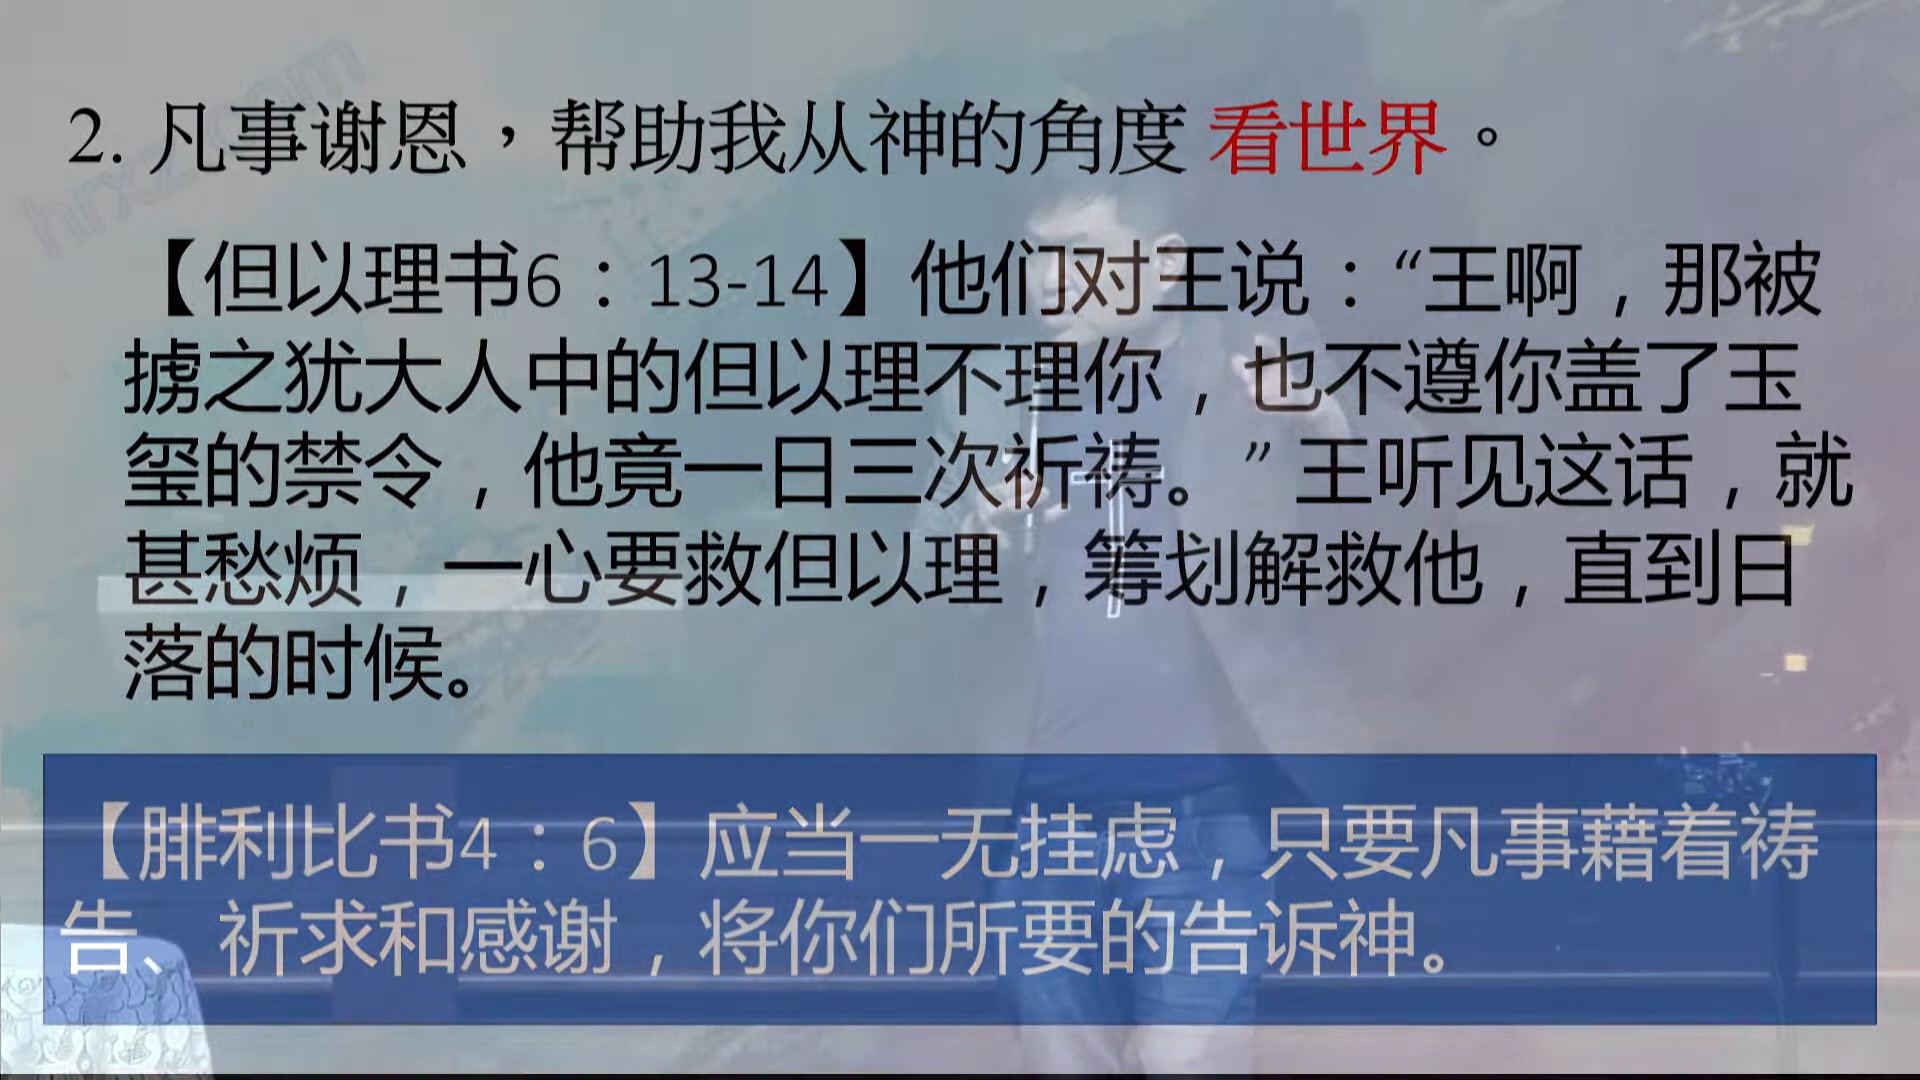 2. 凡事谢恩，帮助我从神的角度 看世界。
【但以理书6：13-14】他们对王说：“王啊，那被
掳之犹大人中的但以理不理你，也不遵你盖了玉
玺的禁令，他竟一日三次祈祷。” 王听见这话，就
甚愁烦，一心要救但以理，筹划解救他，直到日
落的时候。
【腓利比书4：6】应当一无挂虑，只要凡事藉着祷
告、祈求和感谢，将你们所要的告诉神。